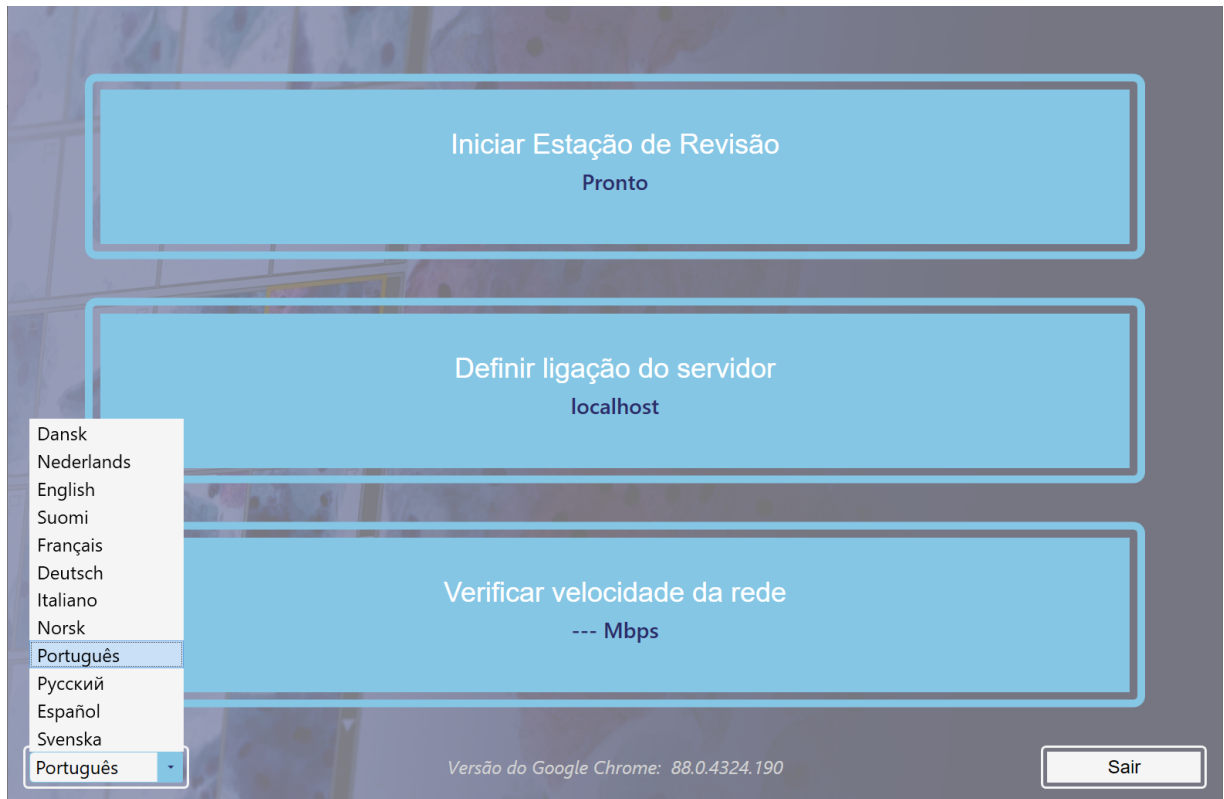 Iniciar Estação de Revisão
Pronto
Definir ligação do servidor
localhost
Verificar velocidade da rede
--- Mbps
Dansk
Nederlands
English
Suomi
Français
Deutsch
Italiano
Norsk
Português
Русский
Español
Svenska
Português
Versão do Google Chrome: 88.0.4324.190
Sair